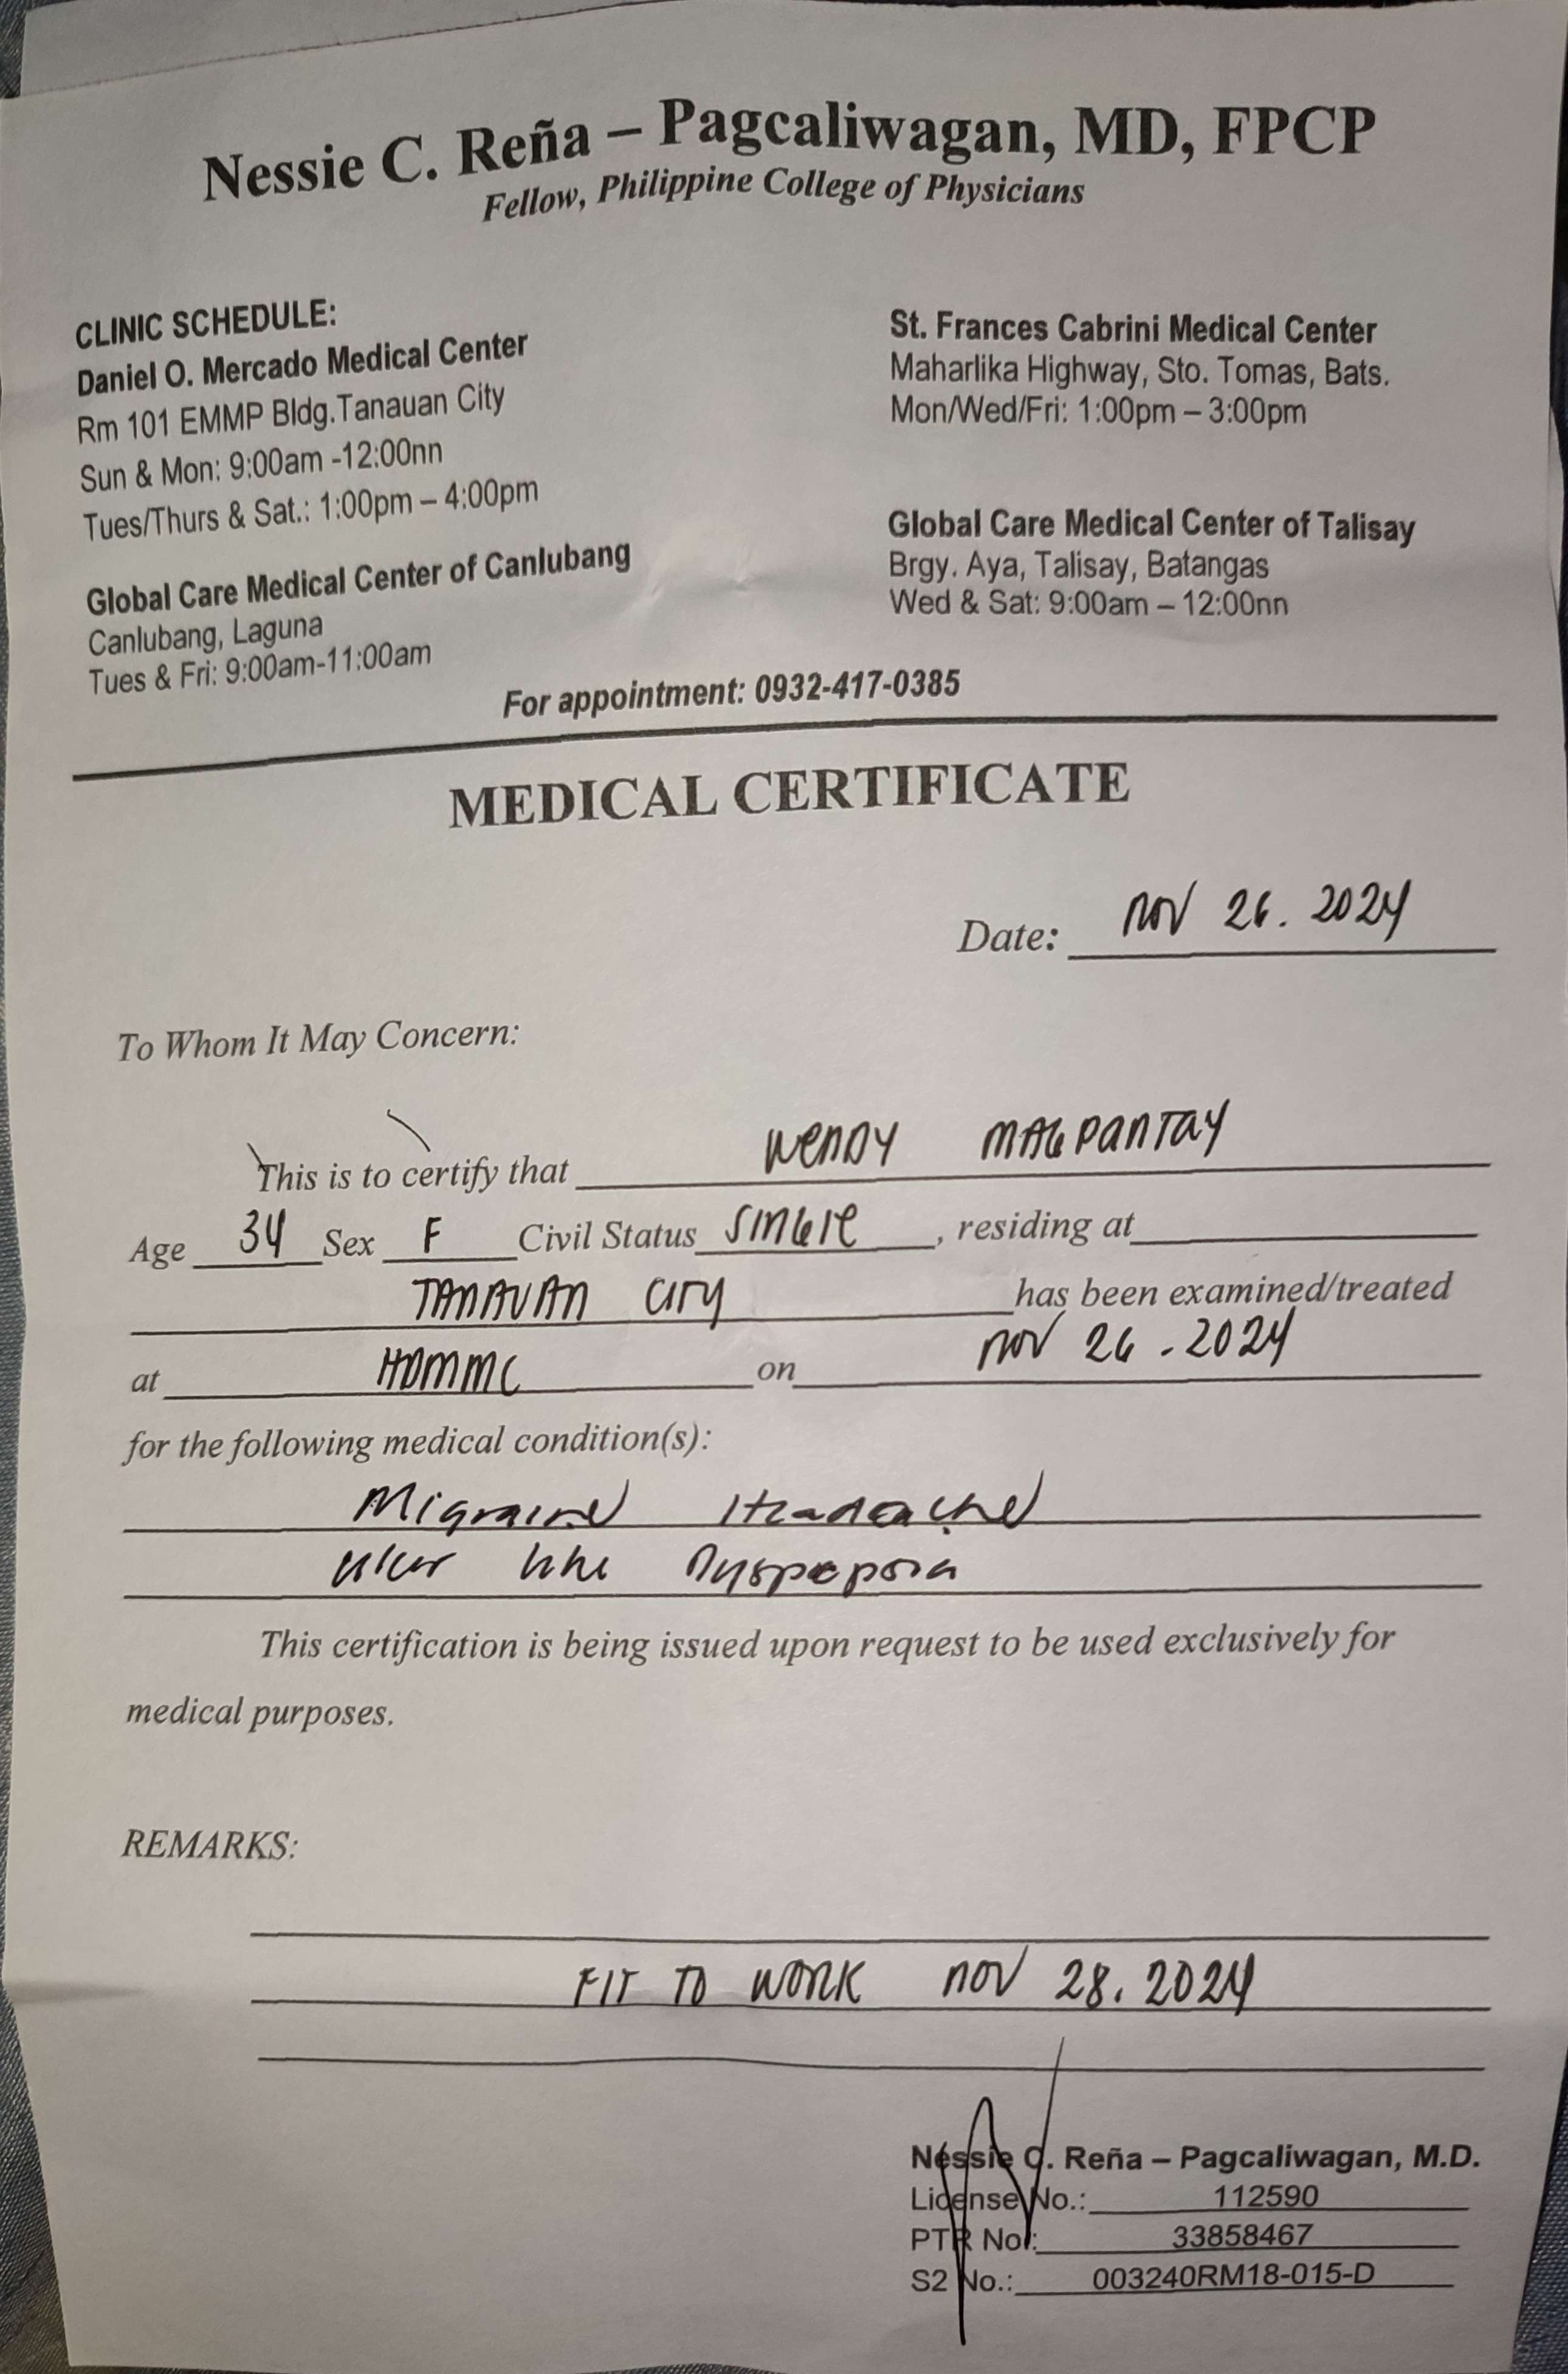 Nessie C. Reña – Pagcaliwagan, MD, FPCP
Fellow, Philippine College of Physicians
CLINIC SCHEDULE:
Daniel O. Mercado Medical Center
Rm 101 EMMP Bldg.Tanauan City
Sun & Mon: 9:00am -12:00nn
Tues/Thurs & Sat.: 1:00pm – 4:00pm
Global Care Medical Center of Canlubang
Canlubang, Laguna
Tues & Fri: 9:00am-11:00am
St. Frances Cabrini Medical Center
Maharlika Highway, Sto. Tomas, Bats.
Mon/Wed/Fri: 1:00pm – 3:00pm
Global Care Medical Center of Talisay
Brgy. Aya, Talisay, Batangas
Wed & Sat: 9:00am – 12:00nn
For appointment: 0932-417-0385
MEDICAL CERTIFICATE
Date: NOV 26. 2024
To Whom It May Concern:
This is to certify that WENDY MAGPANTAY
Age 34 Sex F Civil Status SINGLE, residing at
TANAUAN CITY has been examined/treated
at on NOV 26 . 2024
for the following medical condition(s):
Migraine Headache
Ulcer like Dyspepsia
This certification is being issued upon request to be used exclusively for
medical purposes.
REMARKS:
FIT TO WORK NOV 28. 2024
Nessie C. Reña – Pagcaliwagan, M.D.
License No.: 112590
PTR No.: 33858467
S2 No.: 003240RM18-015-D